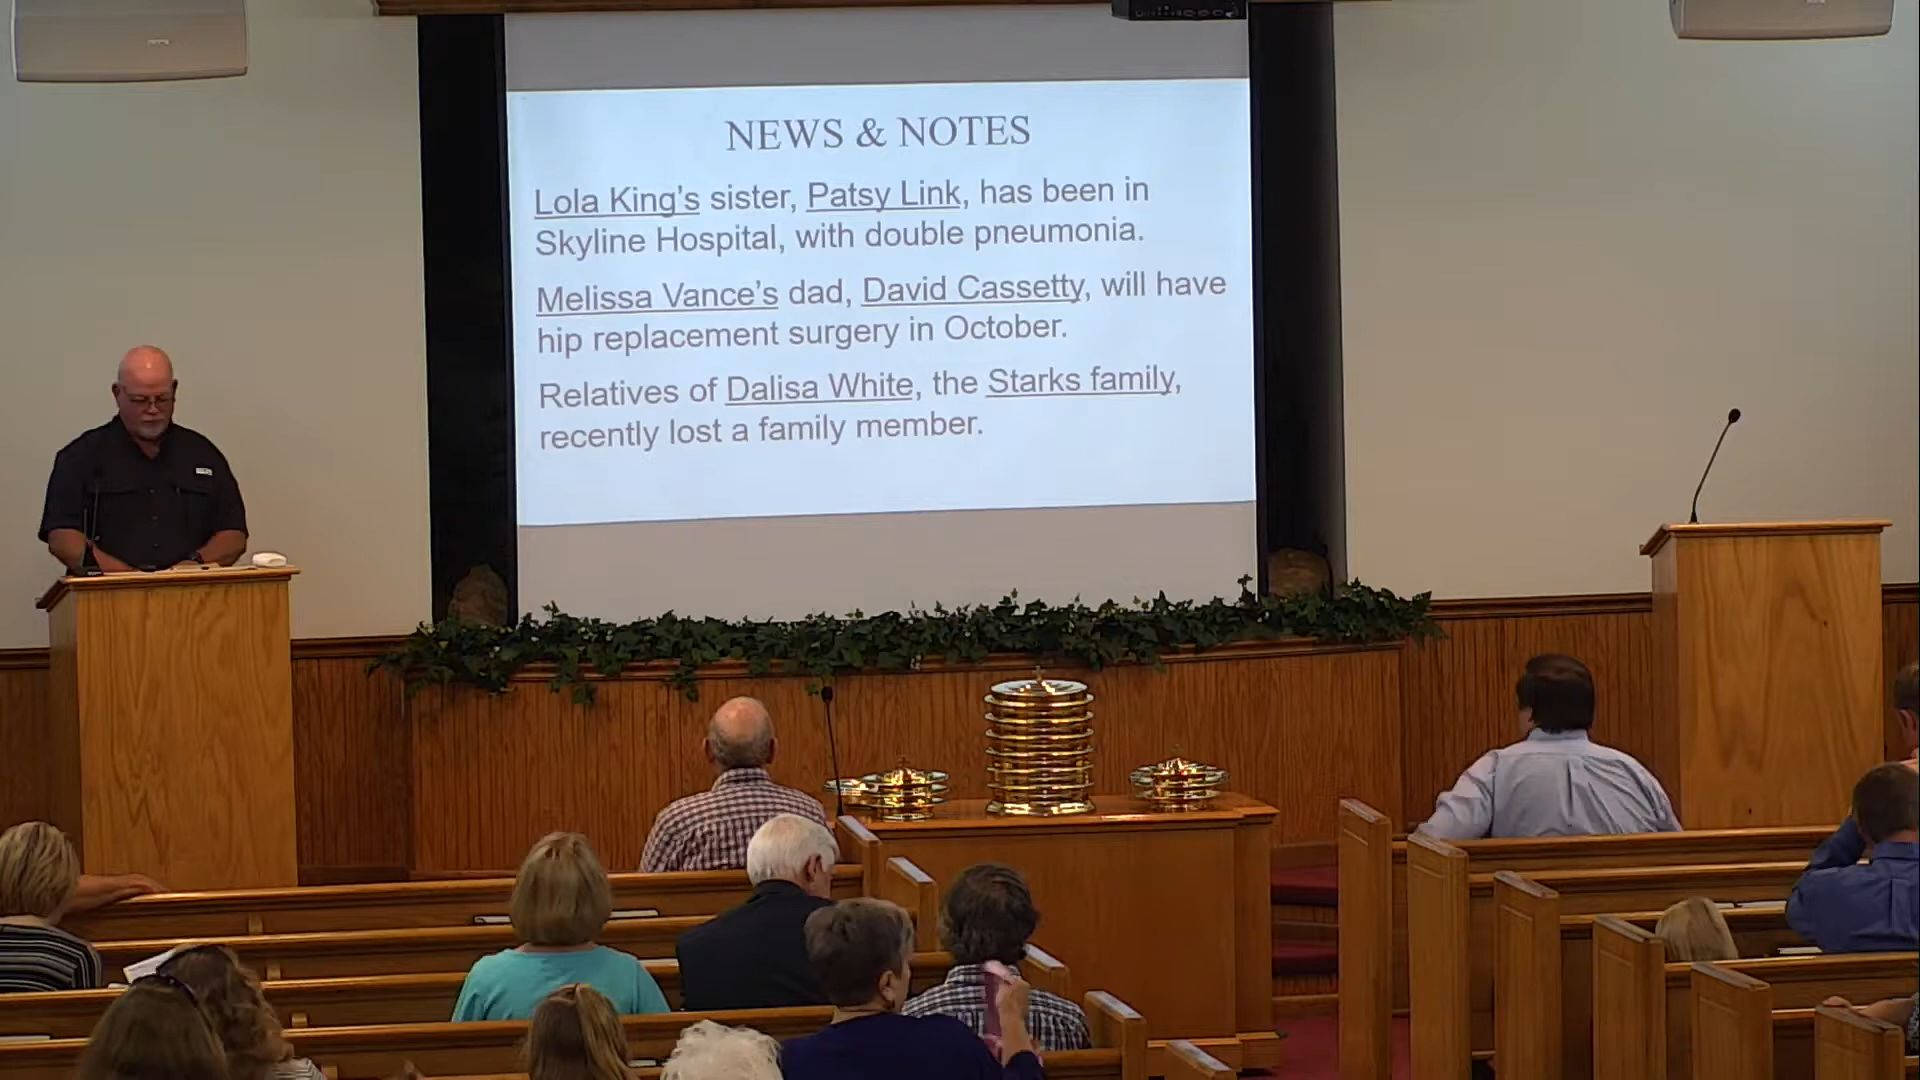 NEWS & NOTES
Lola King's sister, Patsy Link, has been in
Skyline Hospital, with double pneumonia.
Melissa Vance's dad, David Cassetty, will have
hip replacement surgery in October.
Relatives of Dalisa White, the Starks family,
recently lost a family member.